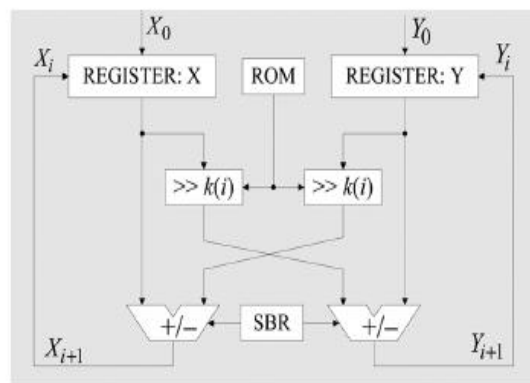 X0
Y0
Xi
Yi
REGISTER: X
ROM
REGISTER: Y
>> k(i)
>> k(i)
+/–
SBR
+/–
Xi+1
Yi+1